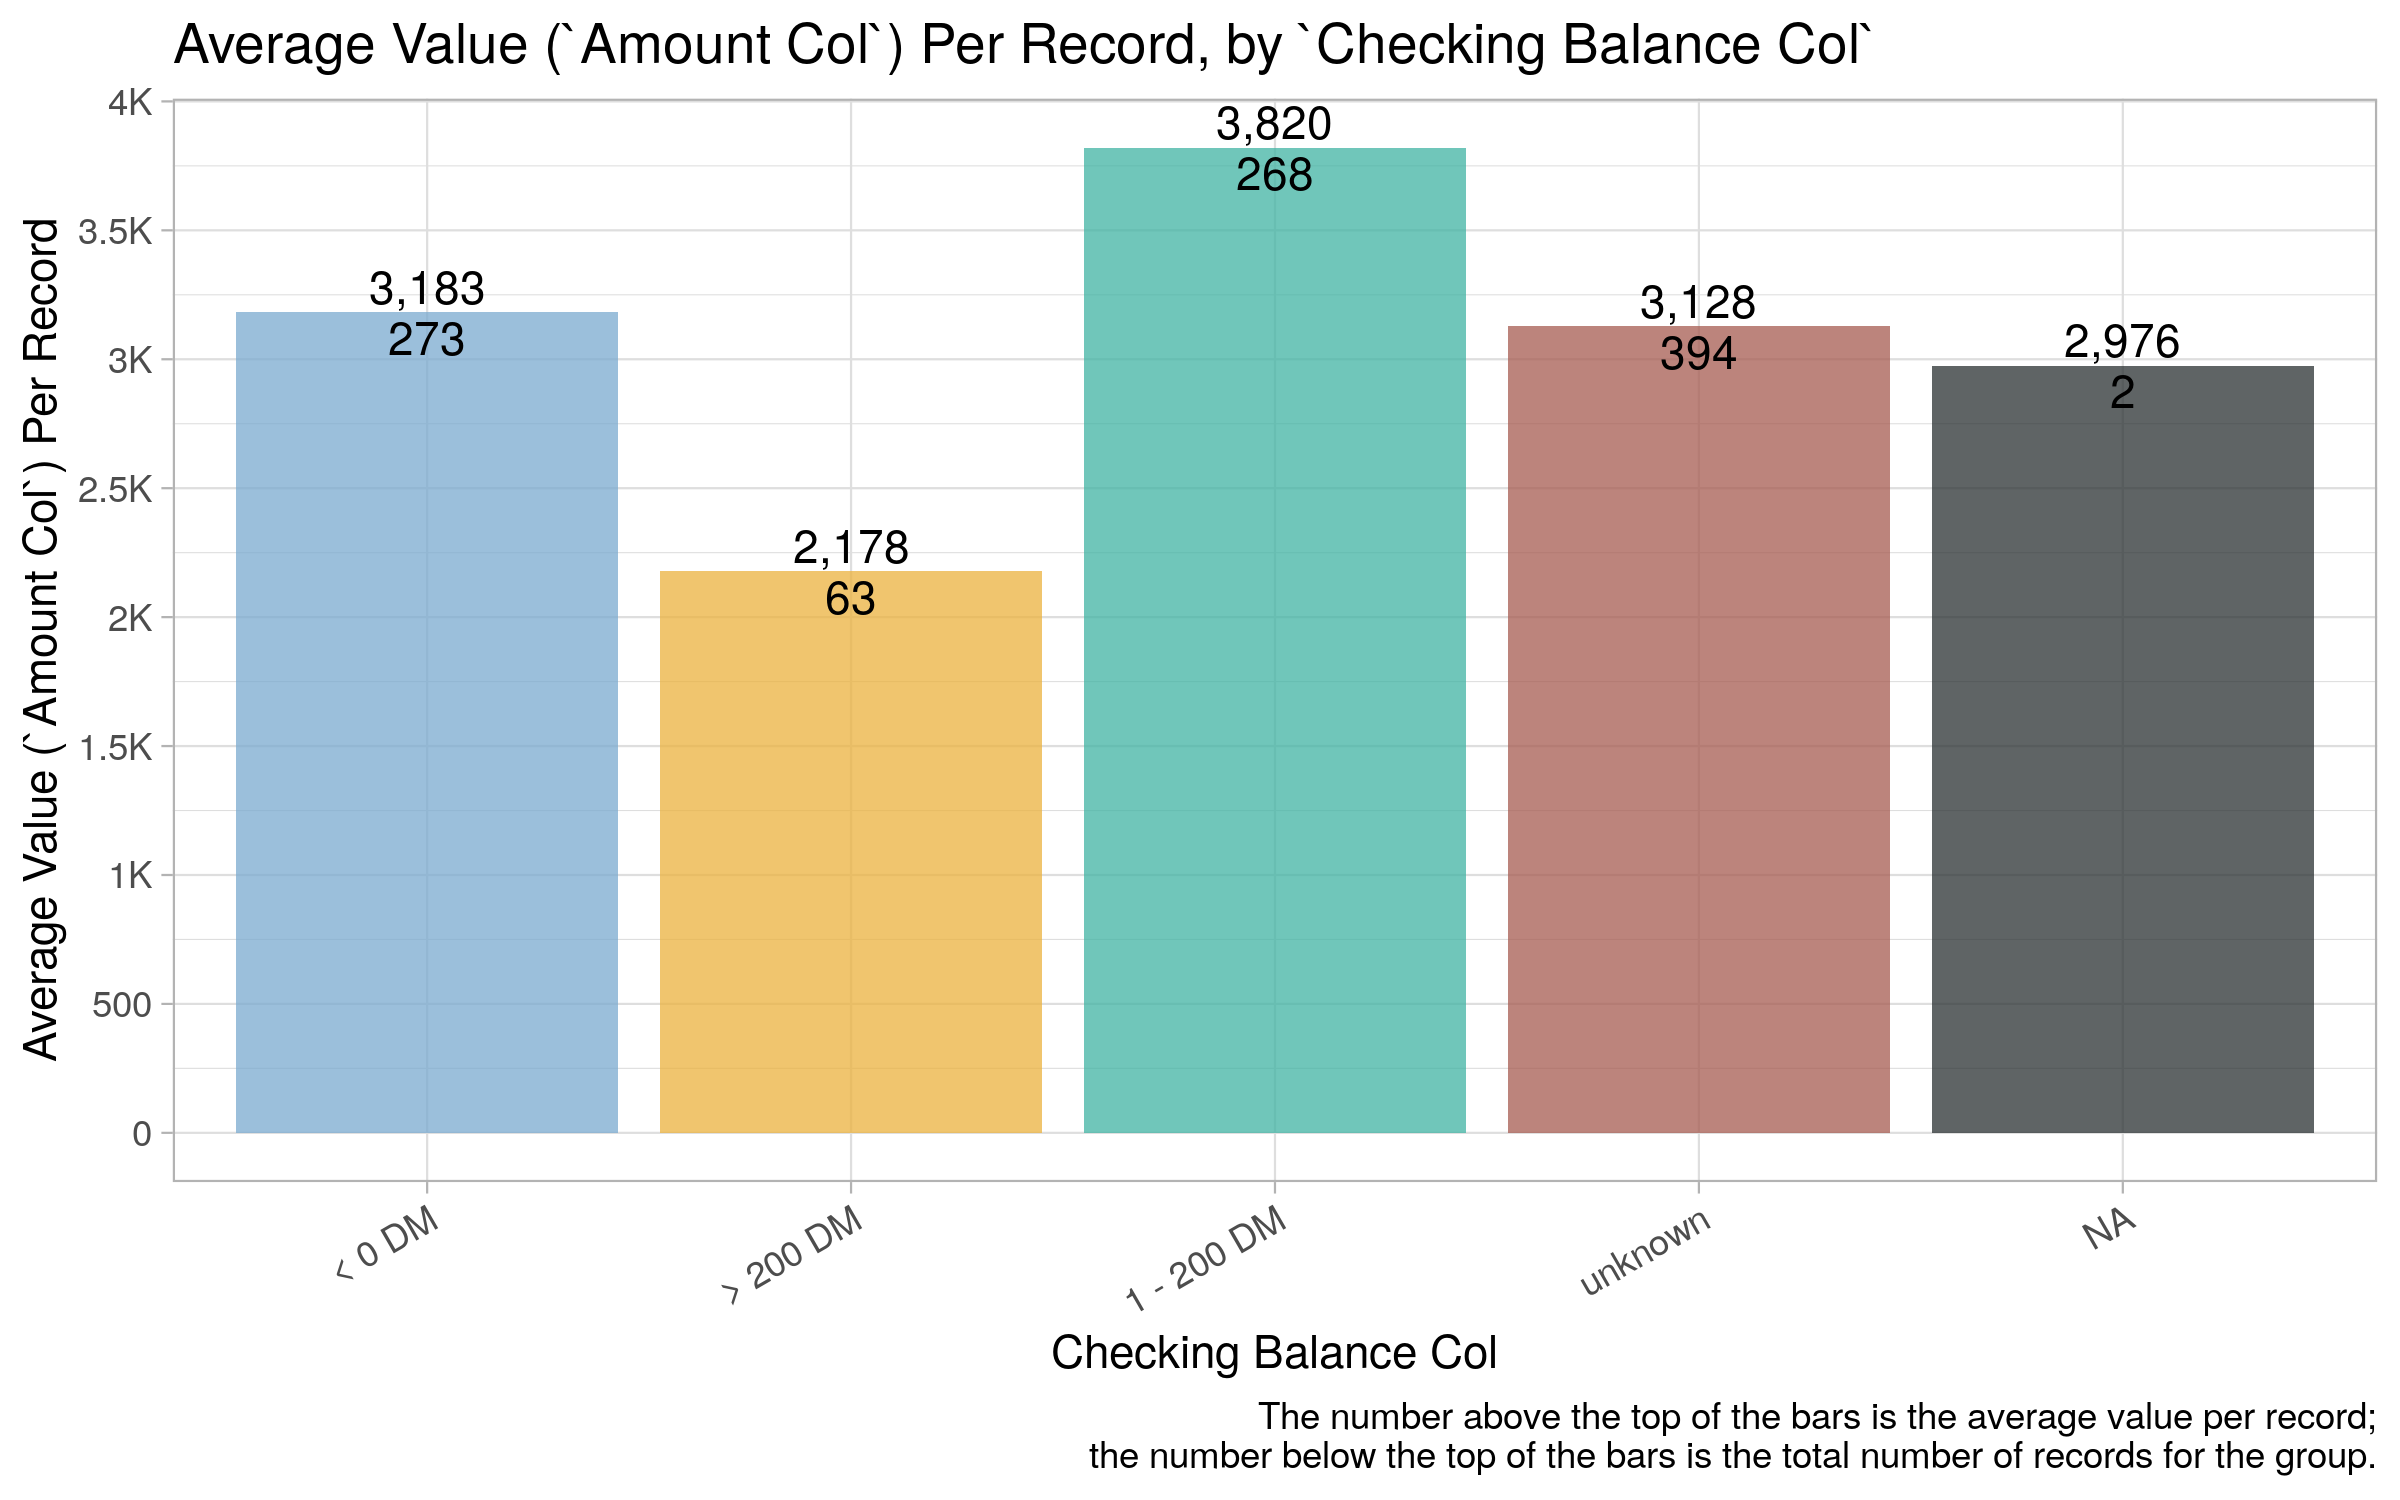 Average Value (`Amount Col`) Per Record, by `Checking Balance Col`
Average Value (`Amount Col`) Per Record
4K
3.5K
3K
2.5K
2K
1.5K
1K
500
0
3,183
273
2,178
63
3,820
268
3,128
394
2,976
2
< 0 DM
> 200 DM
1 - 200 DM
unknown
NA
Checking Balance Col
The number above the top of the bars is the average value per record;
the number below the top of the bars is the total number of records for the group.